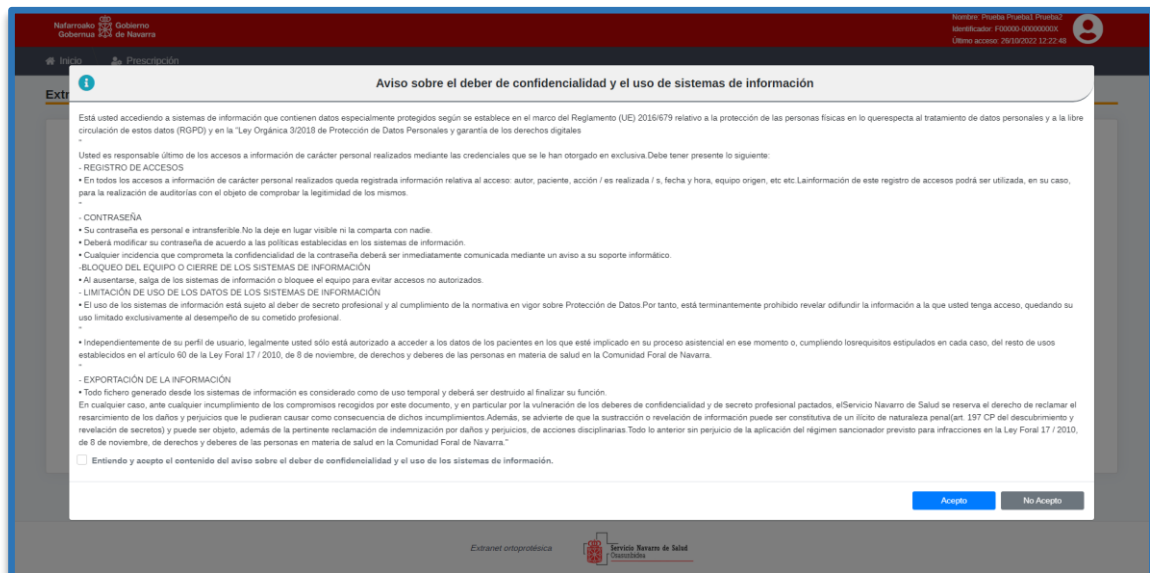 Nafarroako Gobierno
Gobernua de Navarra
Nombre: Prueba Prueba1 Prueba2
Identificador: F00000-00000000X
Último acceso: 26/10/2022 12:22:48
Inicio Prescripción
Extr
Aviso sobre el deber de confidencialidad y el uso de sistemas de información
Está usted accediendo a sistemas de información que contienen datos especialmente protegidos según se establece en el marco del Reglamento (UE) 2016/679 relativo a la protección de las personas físicas en lo querespecta al tratamiento de datos personales y a la libre
circulación de estos datos (RGPD) y en la "Ley Orgánica 3/2018 de Protección de Datos Personales y garantía de los derechos digitales
"
Usted es responsable último de los accesos a información de carácter personal realizados mediante las credenciales que se le han otorgado en exclusiva.Debe tener presente lo siguiente:
- REGISTRO DE ACCESOS
• En todos los accesos a información de carácter personal realizados queda registrada información relativa al acceso: autor, paciente, acción / es realizada / s, fecha y hora, equipo origen, etc etc.Lainformación de este registro de accesos podrá ser utilizada, en su caso,
para la realización de auditorías con el objeto de comprobar la legitimidad de los mismos.
"
- CONTRASEÑA
• Su contraseña es personal e intransferible.No la deje en lugar visible ni la comparta con nadie.
• Deberá modificar su contraseña de acuerdo a las políticas establecidas en los sistemas de información.
• Cualquier incidencia que comprometa la confidencialidad de la contraseña deberá ser inmediatamente comunicada mediante un aviso a su soporte informático.
-BLOQUEO DEL EQUIPO O CIERRE DE LOS SISTEMAS DE INFORMACIÓN
• Al ausentarse, salga de los sistemas de información o bloquee el equipo para evitar accesos no autorizados.
- LIMITACIÓN DE USO DE LOS DATOS DE LOS SISTEMAS DE INFORMACIÓN
• El uso de los sistemas de información está sujeto al deber de secreto profesional y al cumplimiento de la normativa en vigor sobre Protección de Datos.Por tanto, está terminantemente prohibido revelar odifundir la información a la que usted tenga acceso, quedando su
uso limitado exclusivamente al desempeño de su cometido profesional.
"
• Independientemente de su perfil de usuario, legalmente usted sólo está autorizado a acceder a los datos de los pacientes en los que esté implicado en su proceso asistencial en ese momento o, cumpliendo losrequisitos estipulados en cada caso, del resto de usos
establecidos en el artículo 60 de la Ley Foral 17 / 2010, de 8 de noviembre, de derechos y deberes de las personas en materia de salud en la Comunidad Foral de Navarra.
"
- EXPORTACIÓN DE LA INFORMACIÓN
• Todo fichero generado desde los sistemas de información es considerado como de uso temporal y deberá ser destruido al finalizar su función.
En cualquier caso, ante cualquier incumplimiento de los compromisos recogidos por este documento, y en particular por la vulneración de los deberes de confidencialidad y de secreto profesional pactados, elServicio Navarro de Salud se reserva el derecho de reclamar el
resarcimiento de los daños y perjuicios que le pudieran causar como consecuencia de dichos incumplimientos.Además, se advierte de que la sustracción o revelación de información puede ser constitutiva de un ilícito de naturaleza penal(art. 197 CP del descubrimiento y
revelación de secretos) y puede ser objeto, además de la pertinente reclamación de indemnización por daños y perjuicios, de acciones disciplinarias.Todo lo anterior sin perjuicio de la aplicación del régimen sancionador previsto para infracciones en la Ley Foral 17 / 2010,
de 8 de noviembre, de derechos y deberes de las personas en materia de salud en la Comunidad Foral de Navarra."
Entiendo y acepto el contenido del aviso sobre el deber de confidencialidad y el uso de los sistemas de información.
Acepto No Acepto
Extranet ortoprotésica Servicio Navarro de Salud
Osasunbidea